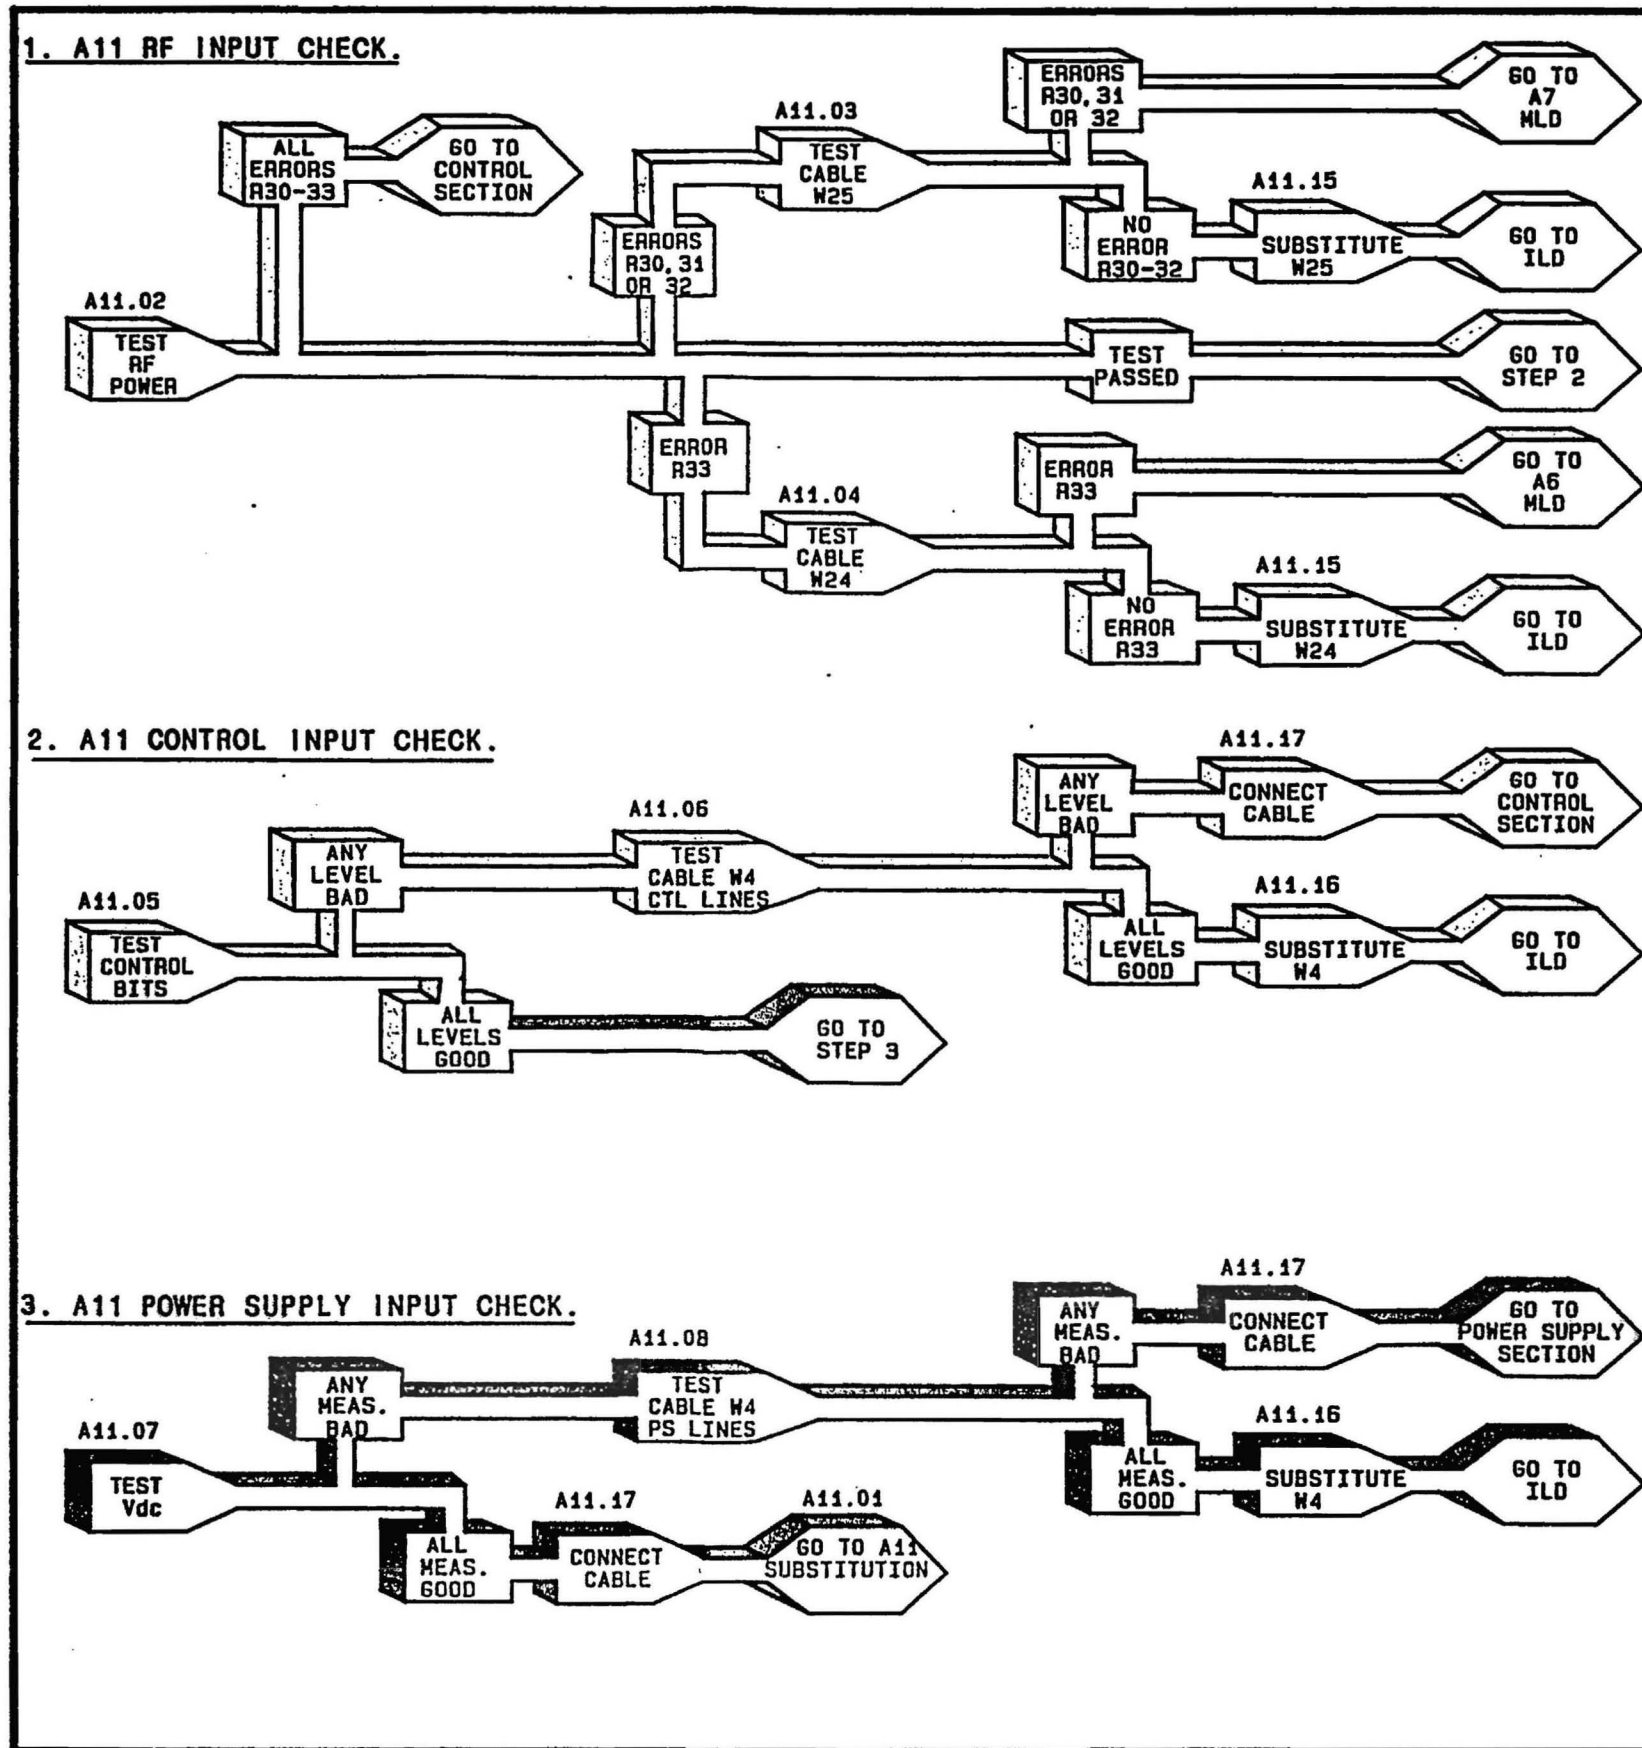 1. A11 RF INPUT CHECK.
ALL
ERRORS
R30-33
GO TO
CONTROL
SECTION
A11.02
TEST
RF
POWER
ERRORS
R30,31
OR 32
A11.03
TEST
CABLE
W25
ERRORS
R30,31
OR 32
GO TO
A7
MLD
NO
ERROR
R30-32
A11.15
SUBSTITUTE
W25
GO TO
ILD
TEST
PASSED
GO TO
STEP 2
ERROR
R33
A11.04
TEST
CABLE
W24
ERROR
R33
GO TO
A6
MLD
NO
ERROR
R33
A11.15
SUBSTITUTE
W24
GO TO
ILD
2. A11 CONTROL INPUT CHECK.
A11.05
TEST
CONTROL
BITS
ANY
LEVEL
BAD
A11.06
TEST
CABLE W4
CTL LINES
ANY
LEVEL
BAD
A11.17
CONNECT
CABLE
GO TO
CONTROL
SECTION
ALL
LEVELS
GOOD
A11.16
SUBSTITUTE
W4
GO TO
ILD
ALL
LEVELS
GOOD
GO TO
STEP 3
3. A11 POWER SUPPLY INPUT CHECK.
A11.07
TEST
Vdc
ANY
MEAS.
BAD
A11.08
TEST
CABLE W4
PS LINES
ANY
MEAS.
BAD
A11.17
CONNECT
CABLE
GO TO
POWER SUPPLY
SECTION
ALL
MEAS.
GOOD
A11.16
SUBSTITUTE
W4
GO TO
ILD
ALL
MEAS.
GOOD
A11.17
CONNECT
CABLE
A11.01
GO TO A11
SUBSTITUTION